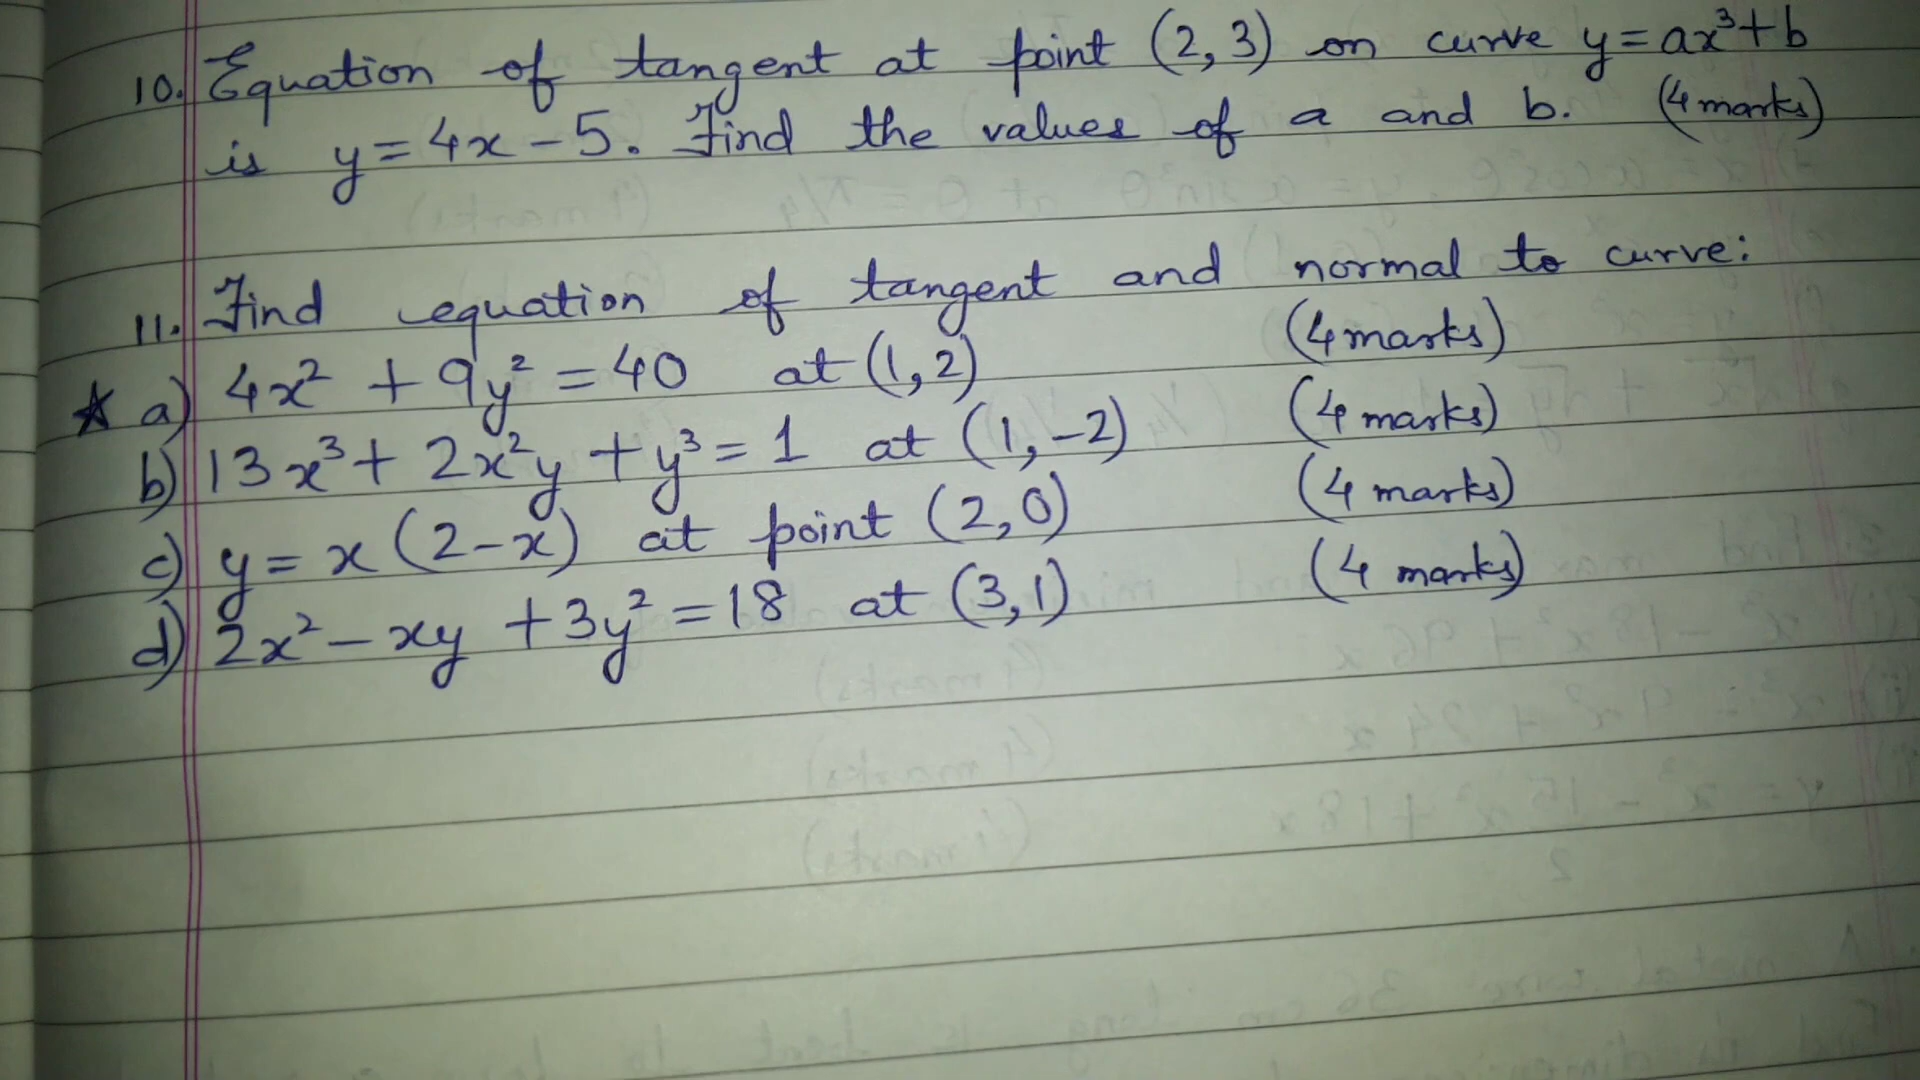 10. Equation of tangent at point (2, 3) on curve y = ax³ + b
is y = 4x - 5. Find the values of a and b. (4 marks)
11. Find equation of tangent and normal to curve:
☆ a) 4x² + 9y² = 40 at (1, 2) (4 marks)
b) 13x³ + 2x²y + y³ = 1 at (1, -2) (4 marks)
c) y = x (2 - x) at point (2, 0) (4 marks)
d) 2x² - xy + 3y² = 18 at (3, 1) (4 marks)